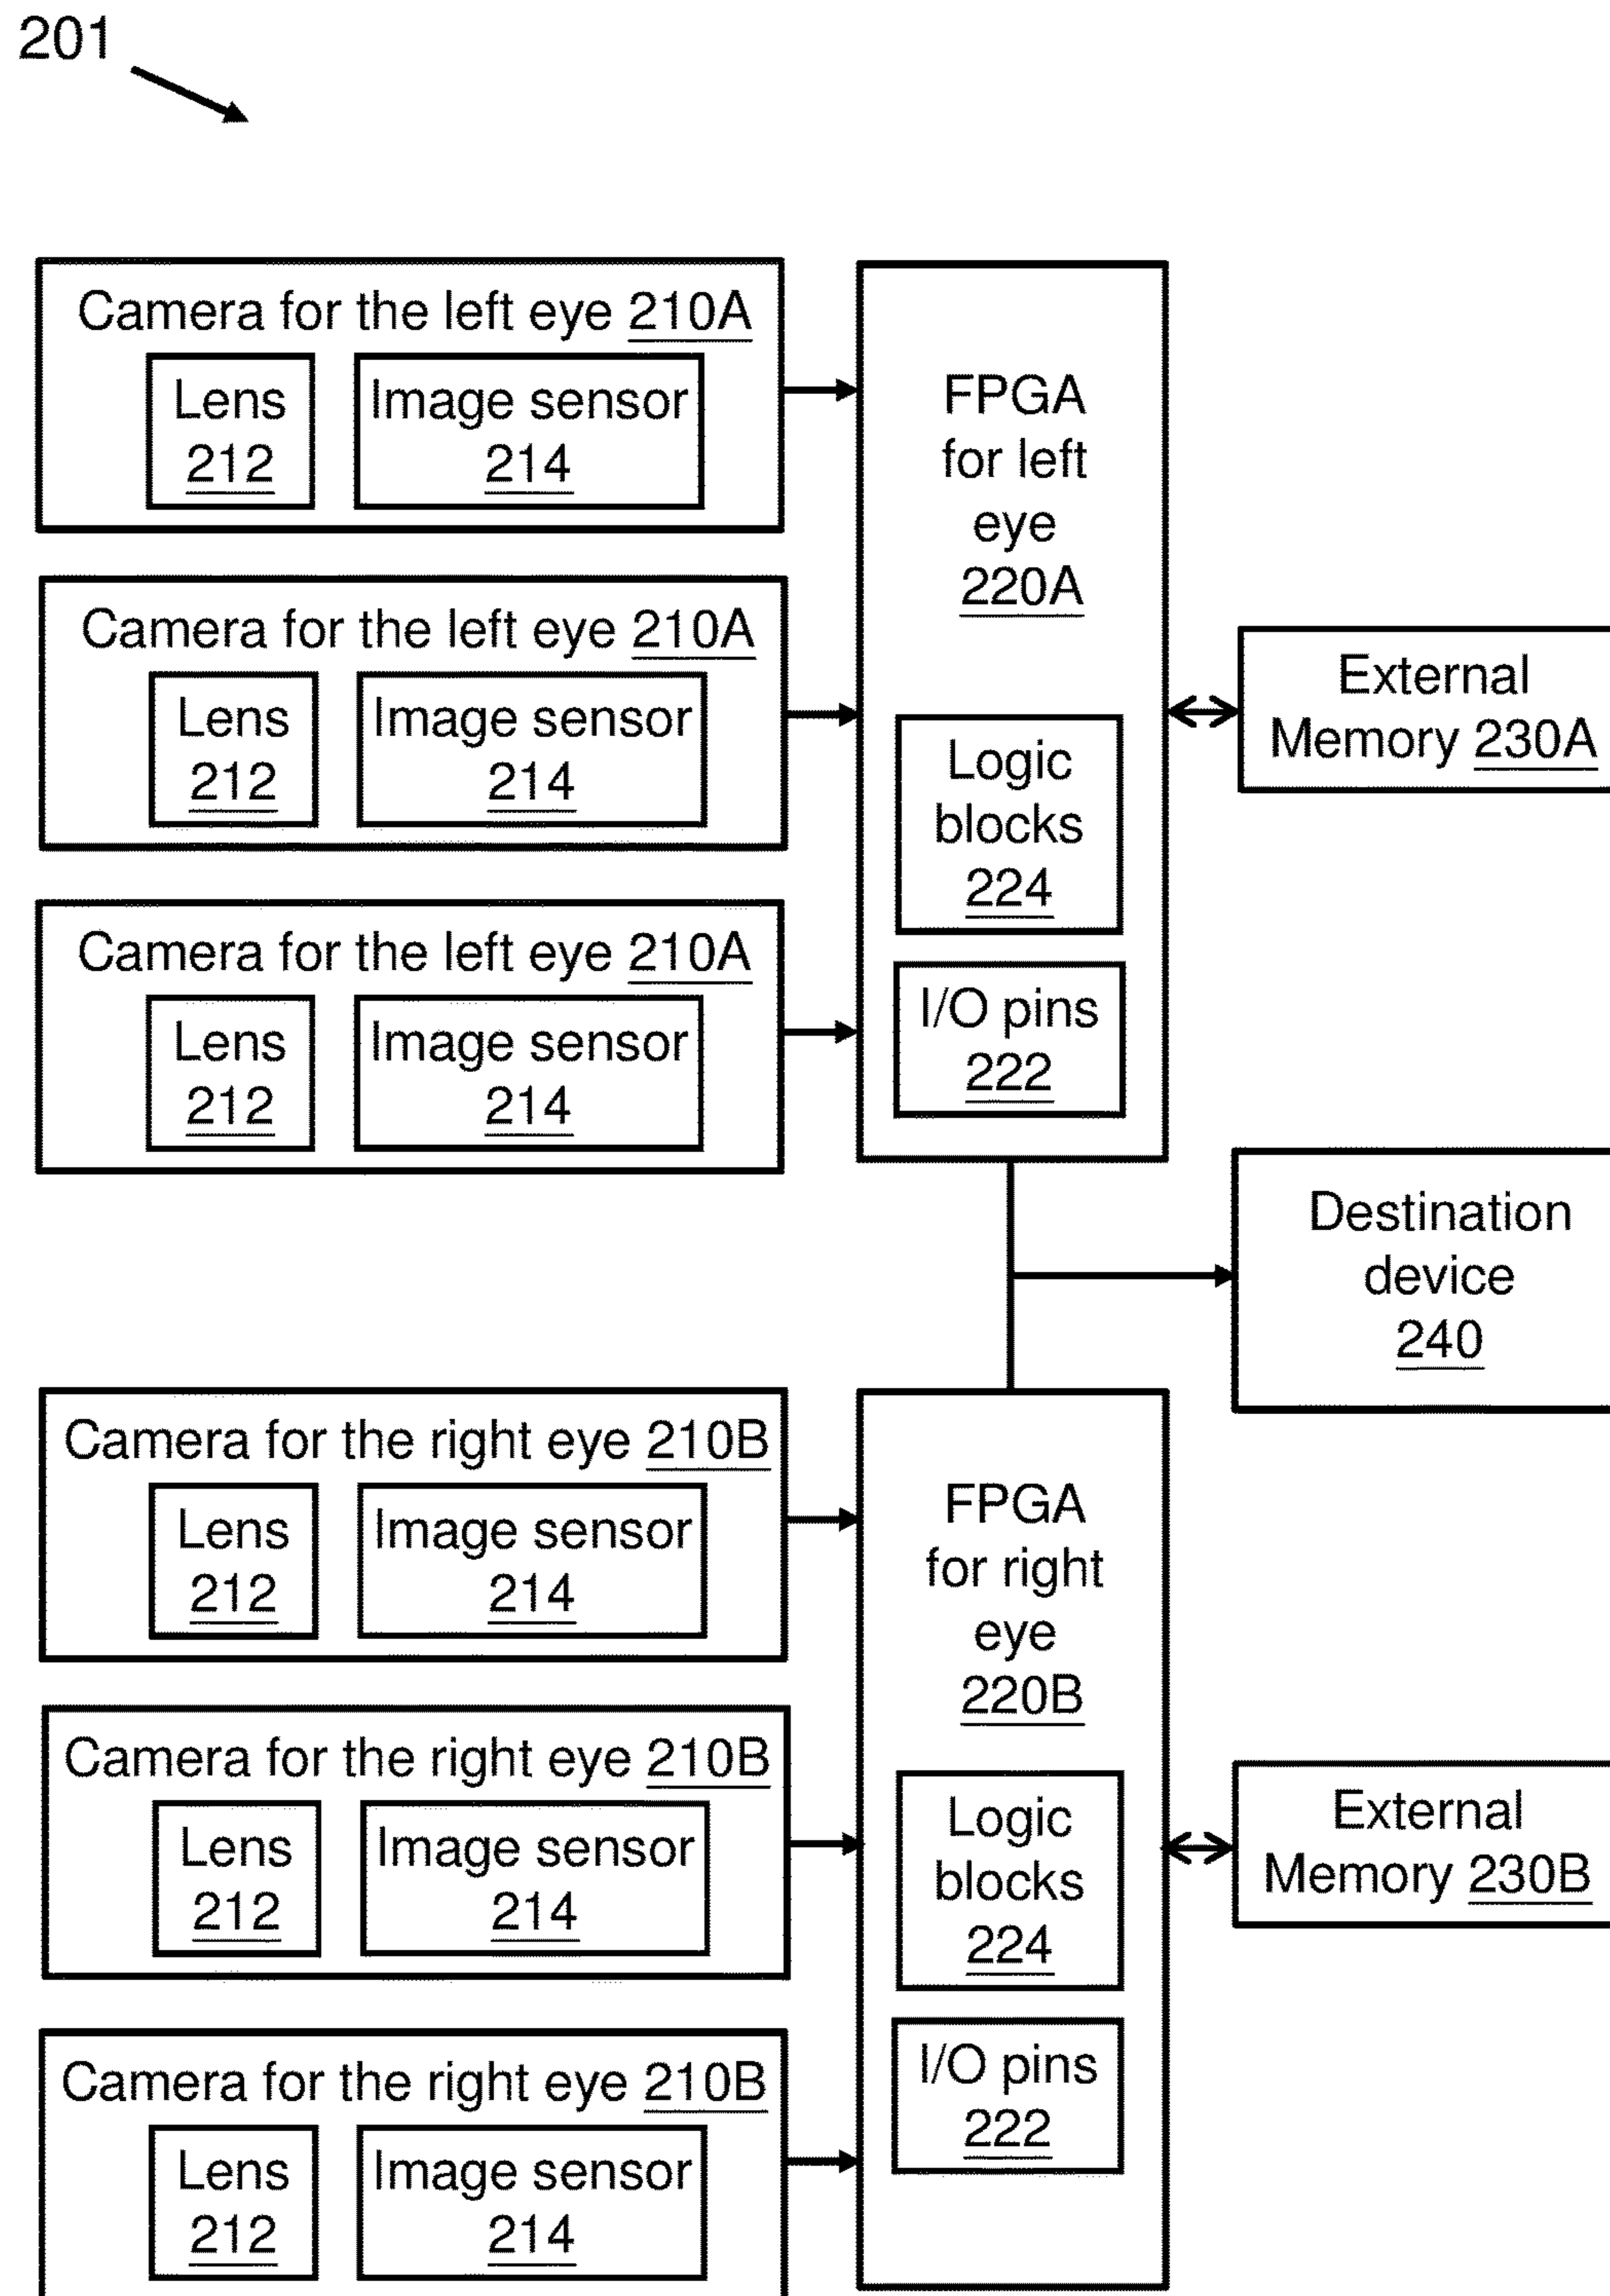 201
Camera for the left eye 210A
Lens
212
Image sensor
214
Camera for the left eye 210A
Lens
212
Image sensor
214
Camera for the left eye 210A
Lens
212
Image sensor
214
FPGA
for left
eye
220A
Logic
blocks
224
I/O pins
222
External
Memory 230A
Destination
device
240
Camera for the right eye 210B
Lens
212
Image sensor
214
Camera for the right eye 210B
Lens
212
Image sensor
214
Camera for the right eye 210B
Lens
212
Image sensor
214
FPGA
for right
eye
220B
Logic
blocks
224
I/O pins
222
External
Memory 230B